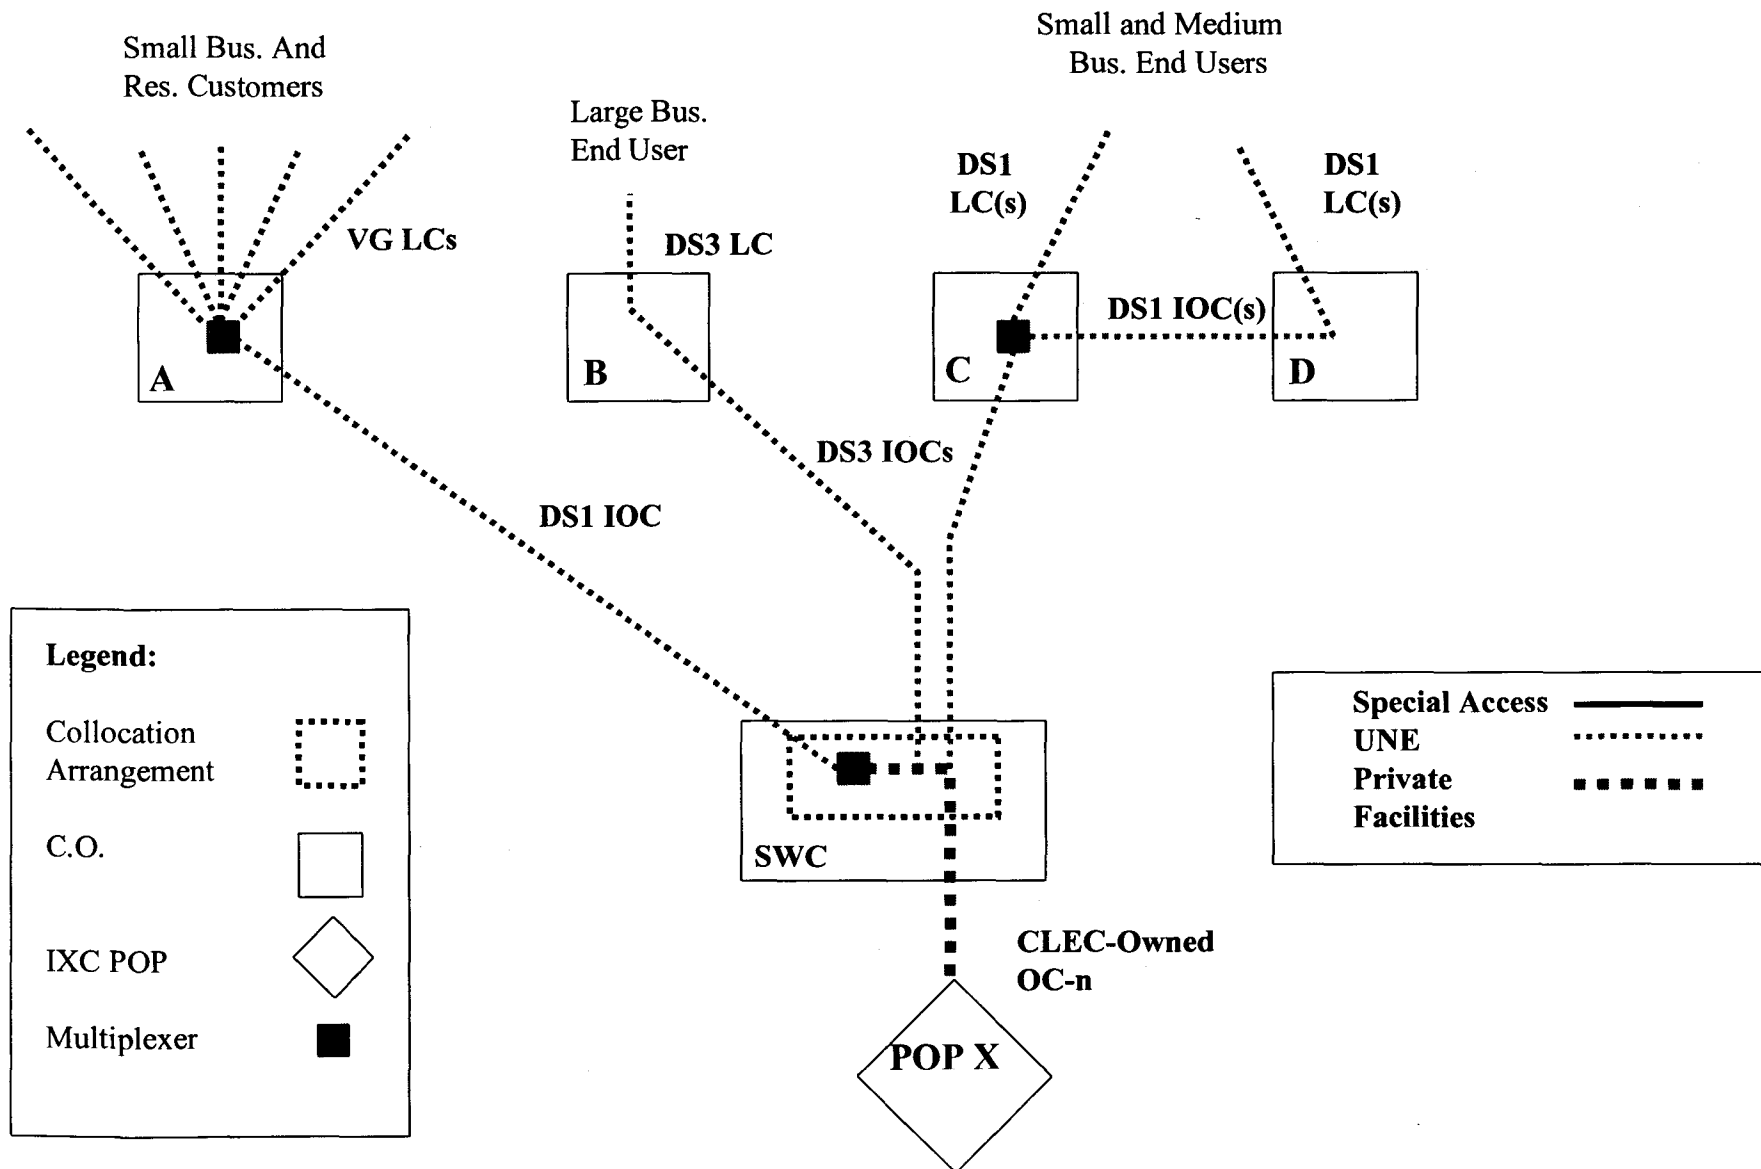 Small Bus. And
Res. Customers
Large Bus.
End User
Small and Medium
Bus. End Users
DS1
LC(s)
DS1
LC(s)
VG LCs
DS3 LC
DS1 IOC(s)
A
B
C
D
DS3 IOCs
DS1 IOC
Legend:
Collocation
Arrangement
C.O.
IXC POP
Multiplexer
Special Access
UNE
Private
Facilities
SWC
CLEC-Owned
OC-n
POP X